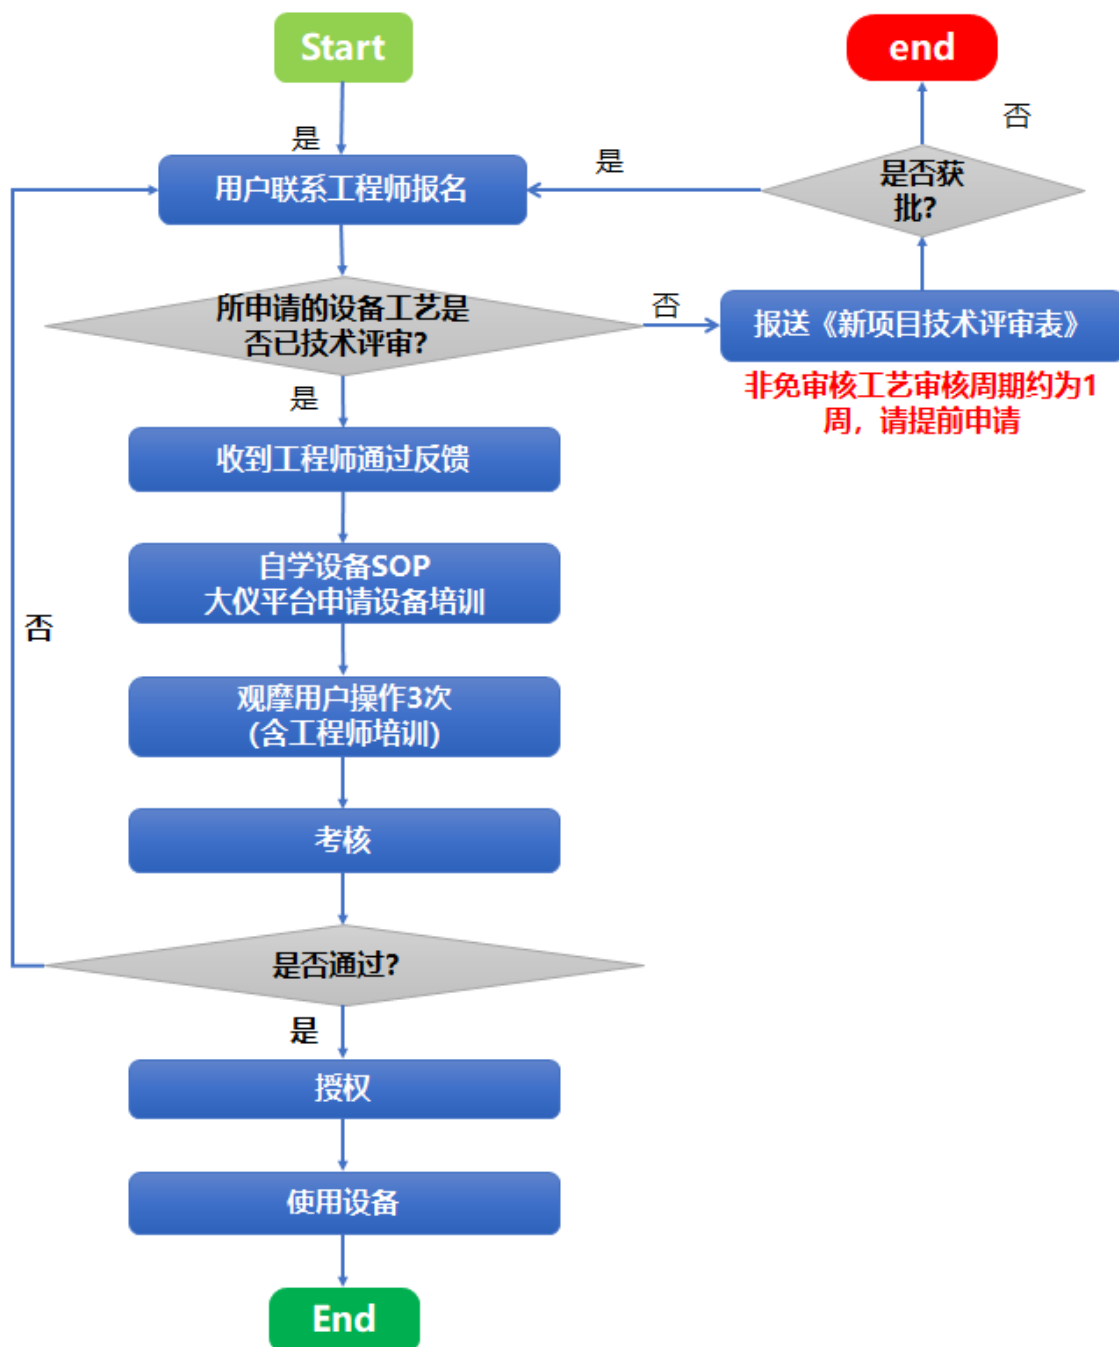 Start
end
是
否
用户联系工程师报名
是
是否获
批?
所申请的设备工艺是
否已技术评审?
否
报送《新项目技术评审表》
非免审核工艺审核周期约为1
周，请提前申请
是
收到工程师通过反馈
自学设备SOP
大仪平台申请设备培训
否
观摩用户操作3次
(含工程师培训)
考核
是否通过?
是
授权
使用设备
End